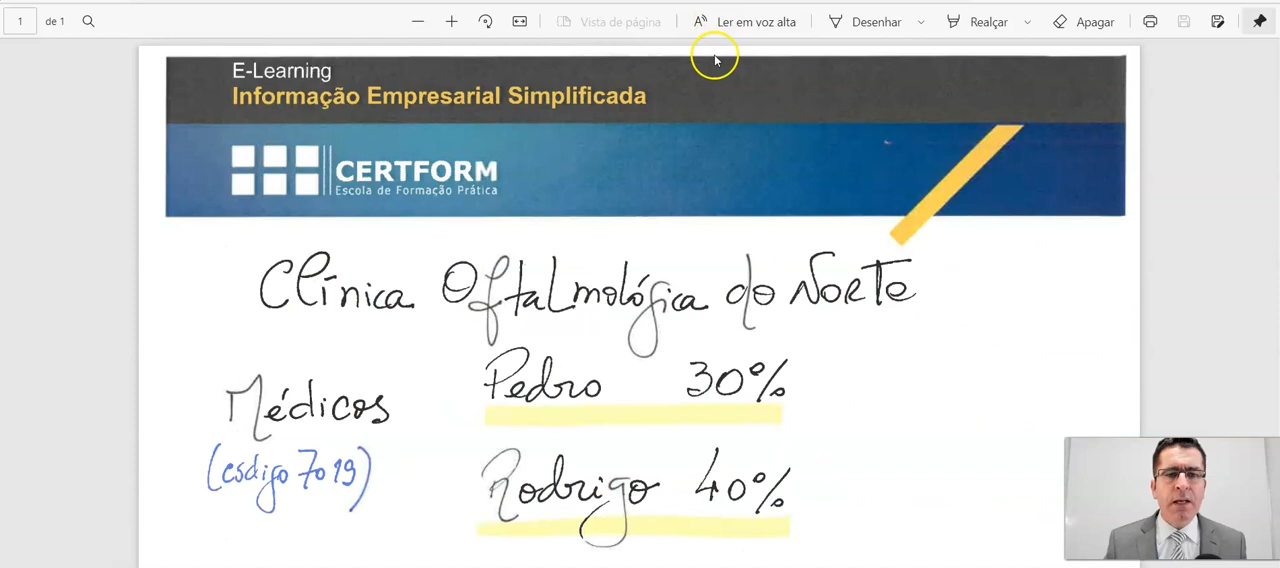 1 de 1 Vista de página Ler em voz alta Desenhar Realçar Apagar
E-Learning
Informação Empresarial Simplificada
CERTFORM
Escola de Formação Prática
Clínica Oftalmológica do Norte
Pedro 30%
Médicos
(código 7019)
Rodrigo 40%